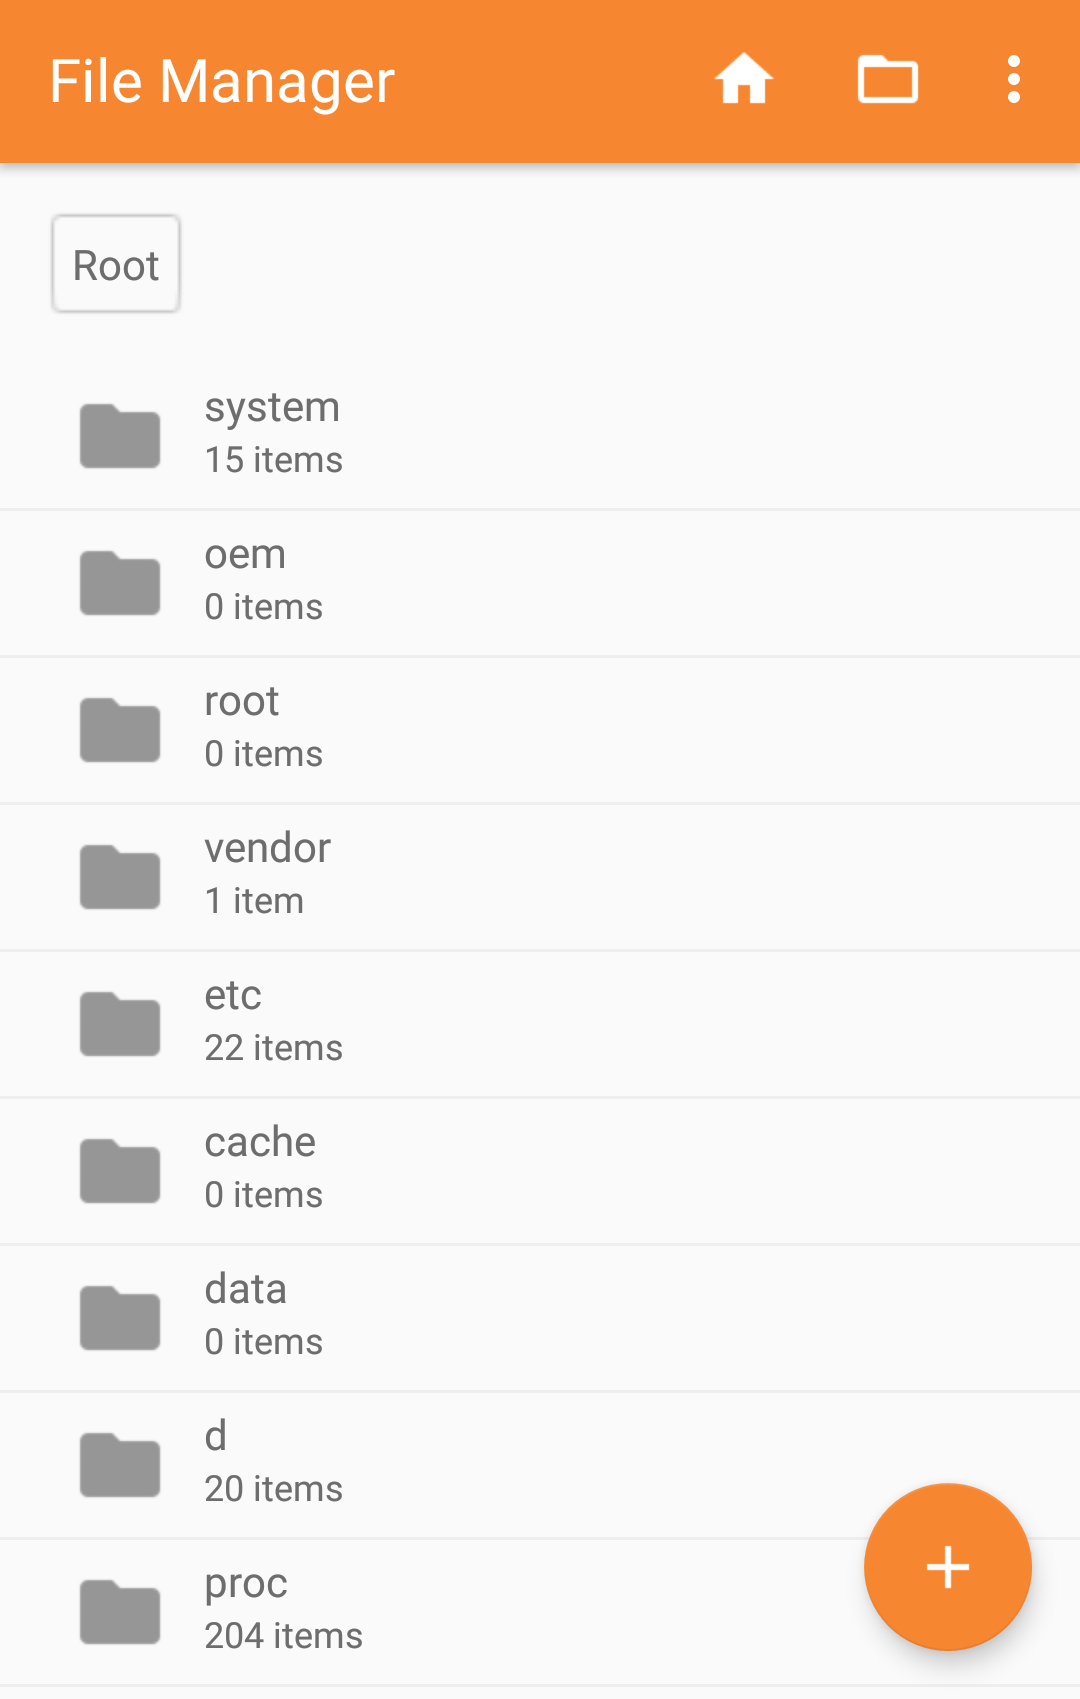 File Manager
Root
system
15 items
oem
0 items
root
0 items
vendor
1 item
etc
22 items
cache
0 items
data
0 items
d
20 items
proc
204 items